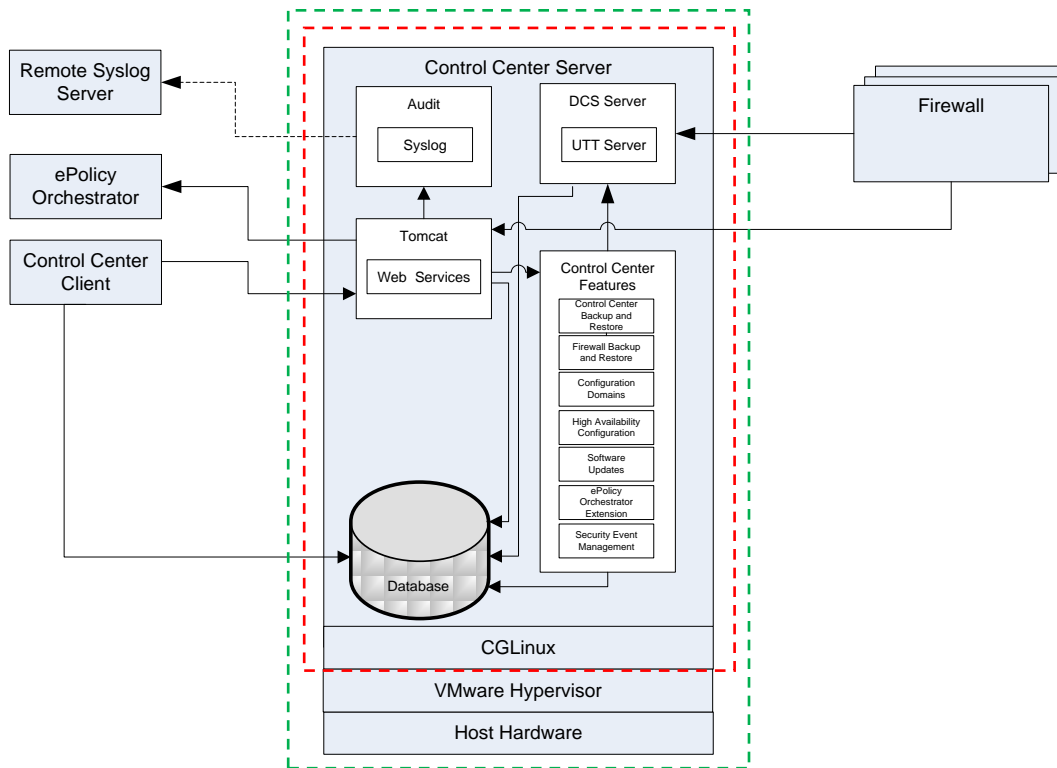 Remote Syslog
Server
ePolicy
Orchestrator
Control Center
Client
Control Center Server
Audit
Syslog
DCS Server
UTT Server
Tomcat
Web Services
Control Center
Features
Control Center
Backup and
Restore
Firewall Backup
and Restore
Configuration
Domains
High Availability
Configuration
Software
Updates
ePolicy
Orchestrator
Extension
Security Event
Management
Database
Firewall
CGLinux
VMware Hypervisor
Host Hardware